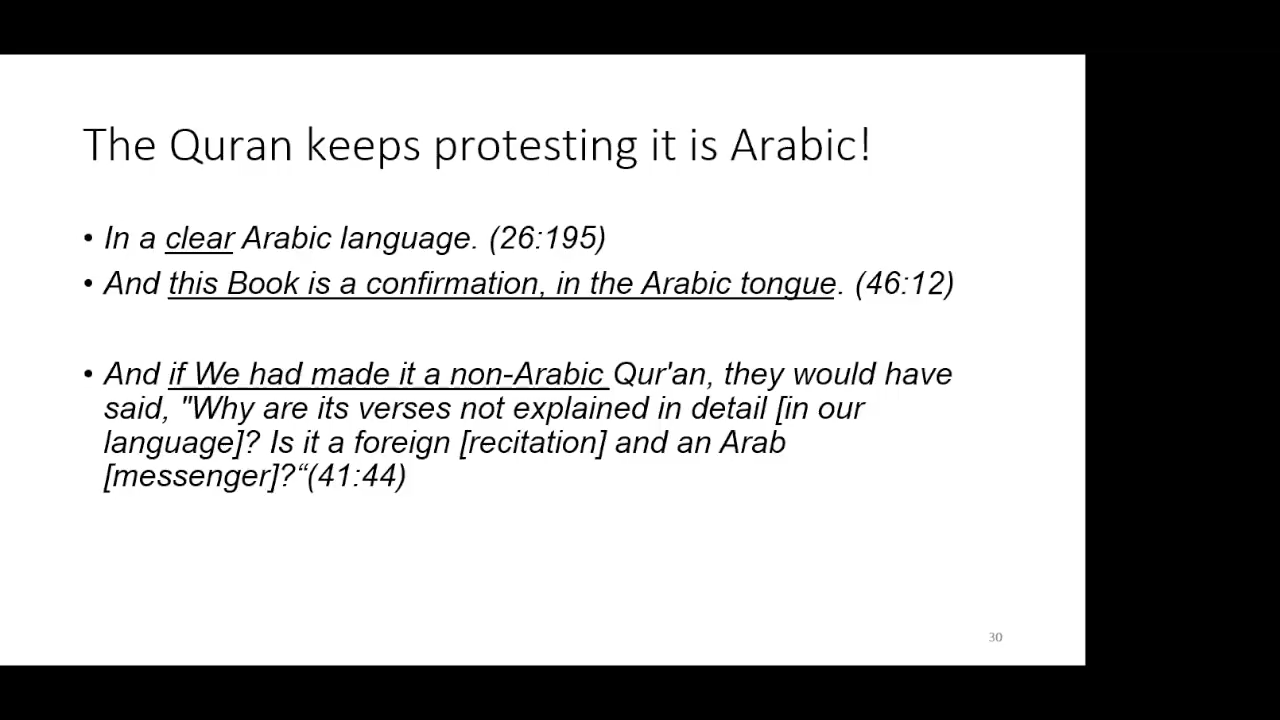 The Quran keeps protesting it is Arabic!
• In a clear Arabic language. (26:195)
• And this Book is a confirmation, in the Arabic tongue. (46:12)
• And if We had made it a non-Arabic Qur'an, they would have
said, "Why are its verses not explained in detail [in our
language]? Is it a foreign [recitation] and an Arab
[messenger]?“(41:44)
30